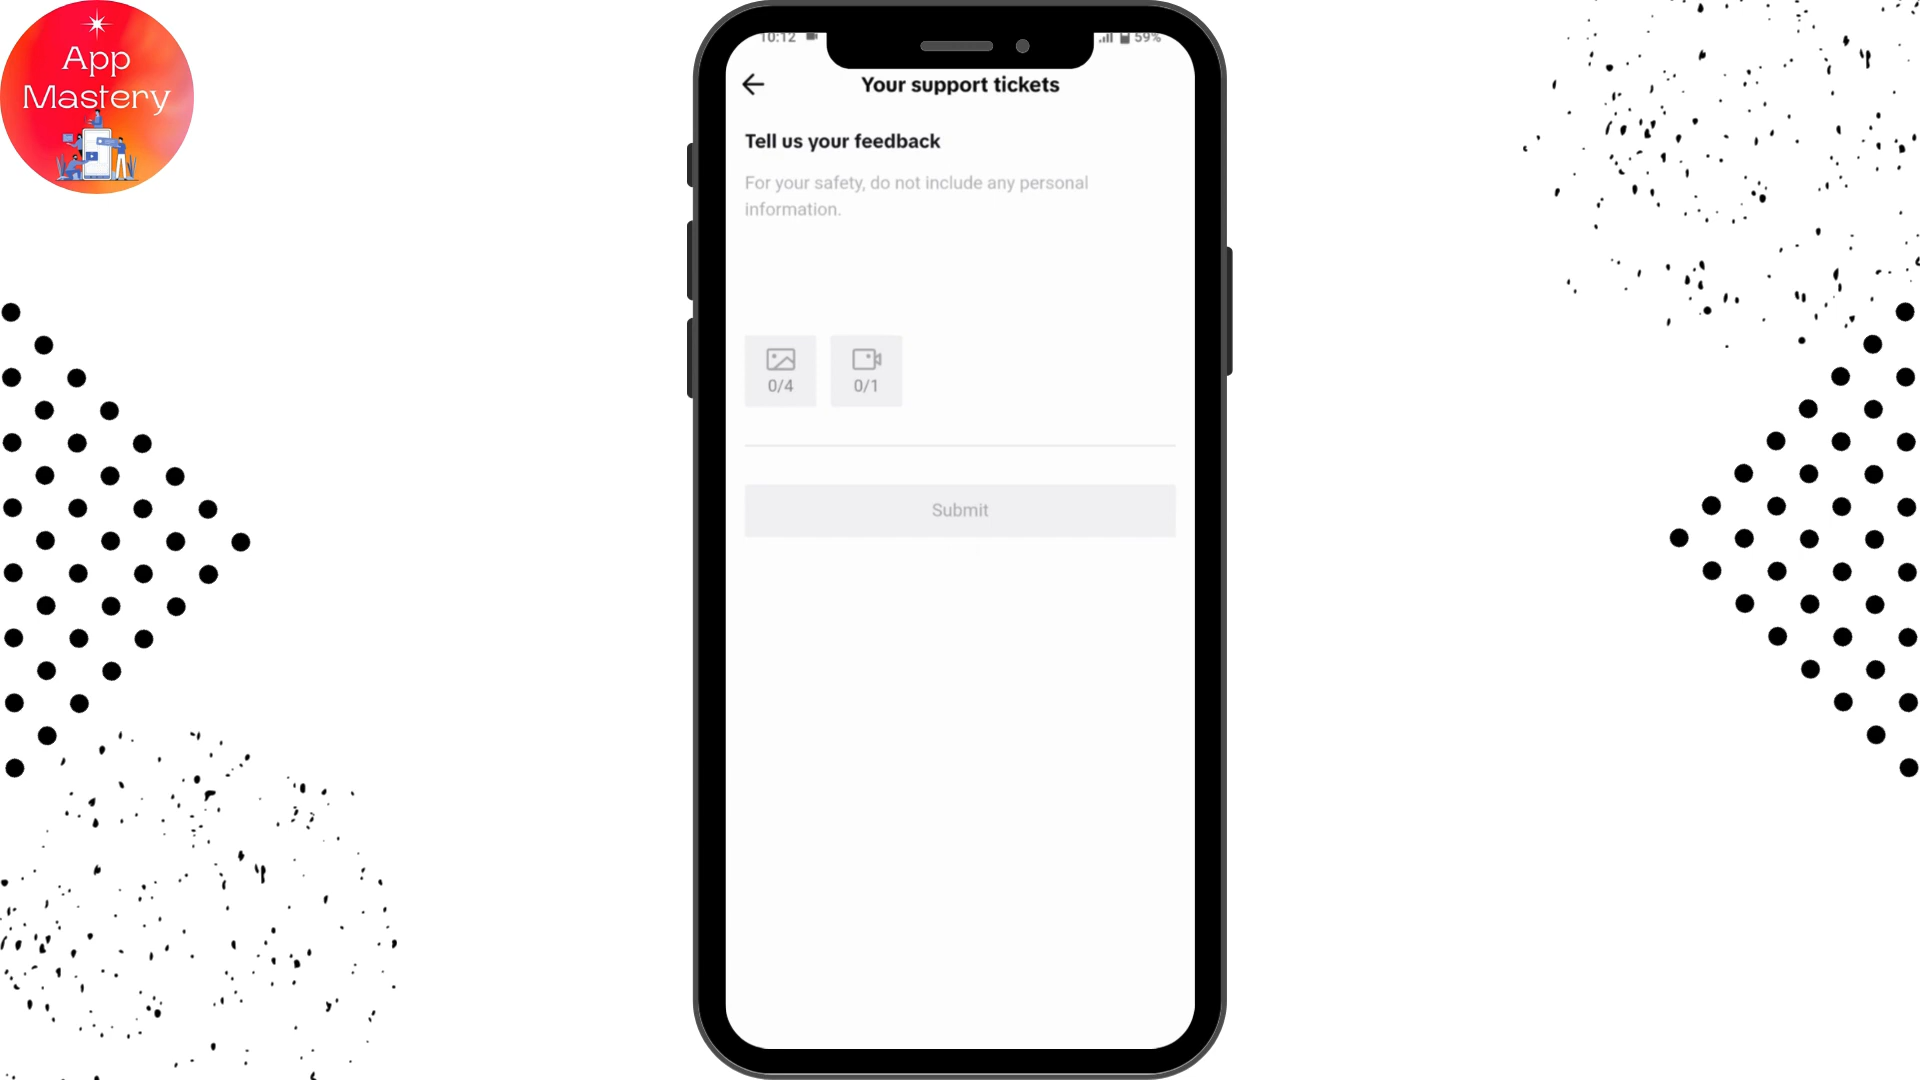 App
Mastery
10:12
59%
Your support tickets
Tell us your feedback
For your safety, do not include any personal
information.
0/4
0/1
Submit